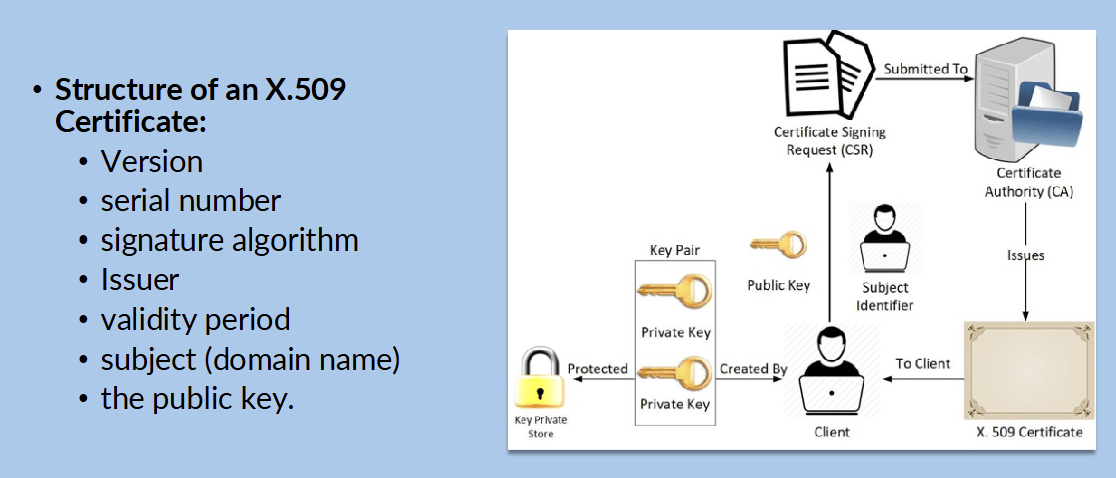 • Structure of an X.509
Certificate:
• Version
• serial number
• signature algorithm
• Issuer
• validity period
• subject (domain name)
• the public key.
Submitted To
Certificate Signing
Request (CSR)
Certificate
Authority (CA)
Key Pair
Public Key
Subject
Identifier
Issues
Private Key
Protected
Created By
To Client
Private Key
Key Private
Store
Client
X. 509 Certificate